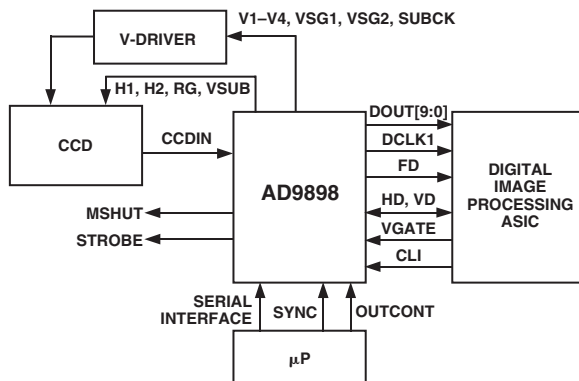 V1–V4, VSG1, VSG2, SUBCK
V-DRIVER
H1, H2, RG, VSUB
CCD
CCDIN
AD9898
DOUT[9:0]
DCLK1
FD
HD, VD
VGATE
CLI
DIGITAL
IMAGE
PROCESSING
ASIC
MSHUT
STROBE
SERIAL
INTERFACE
SYNC
OUTCONT
μP